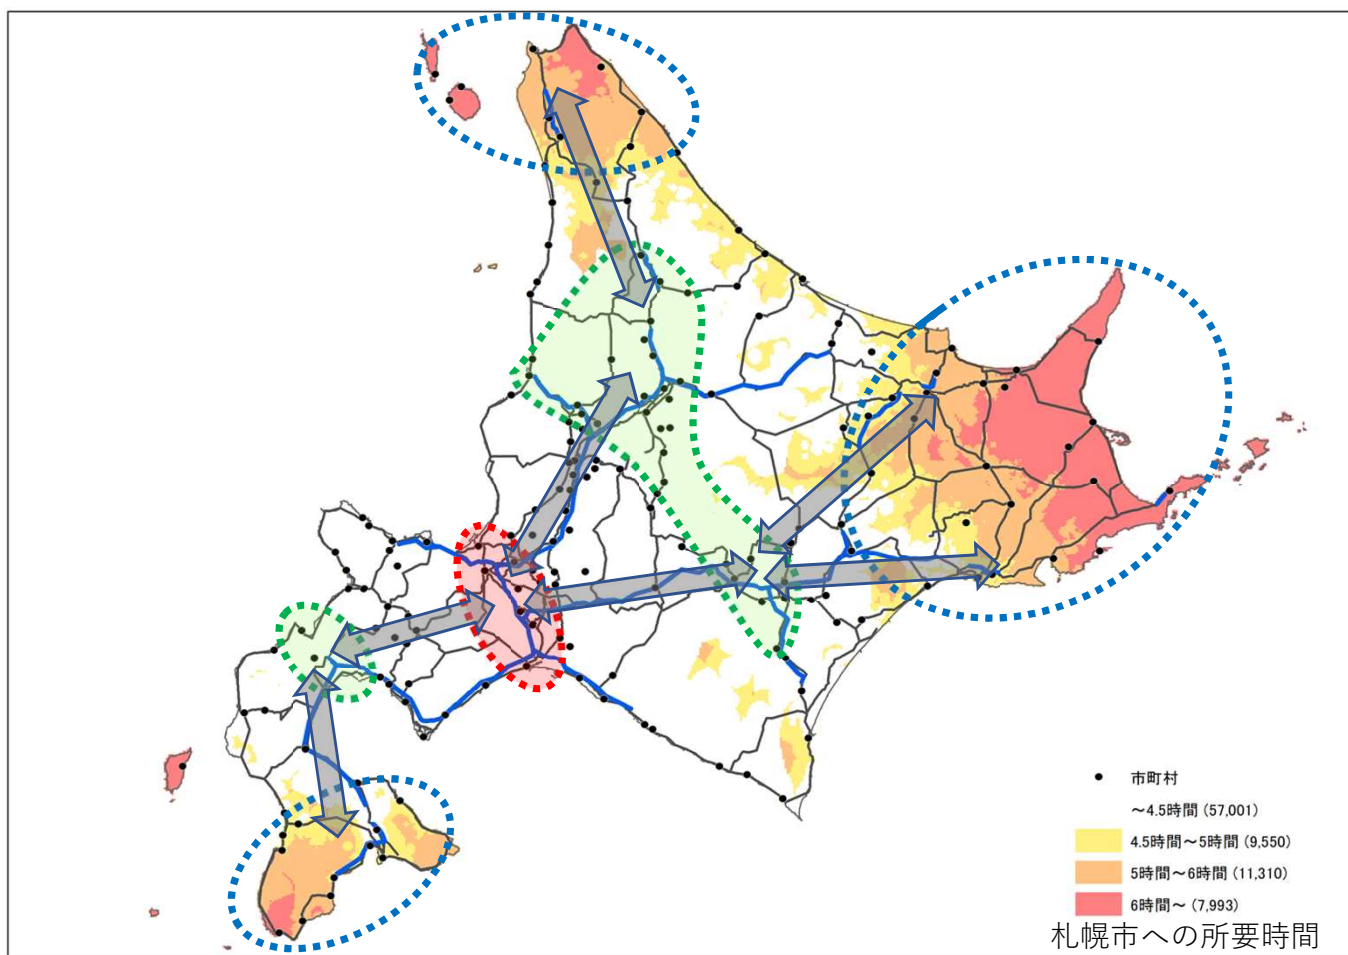 市町村
～4.5時間 (57,001)
4.5時間～5時間 (9,550)
5時間～6時間 (11,310)
6時間～ (7,993)
札幌市への所要時間